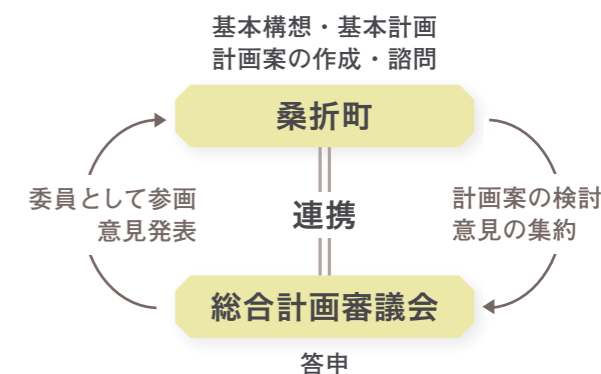 基本構想・基本計画
計画案の作成・諮問
桑折町
委員として参画
意見発表
連携
計画案の検討
意見の集約
総合計画審議会
答申